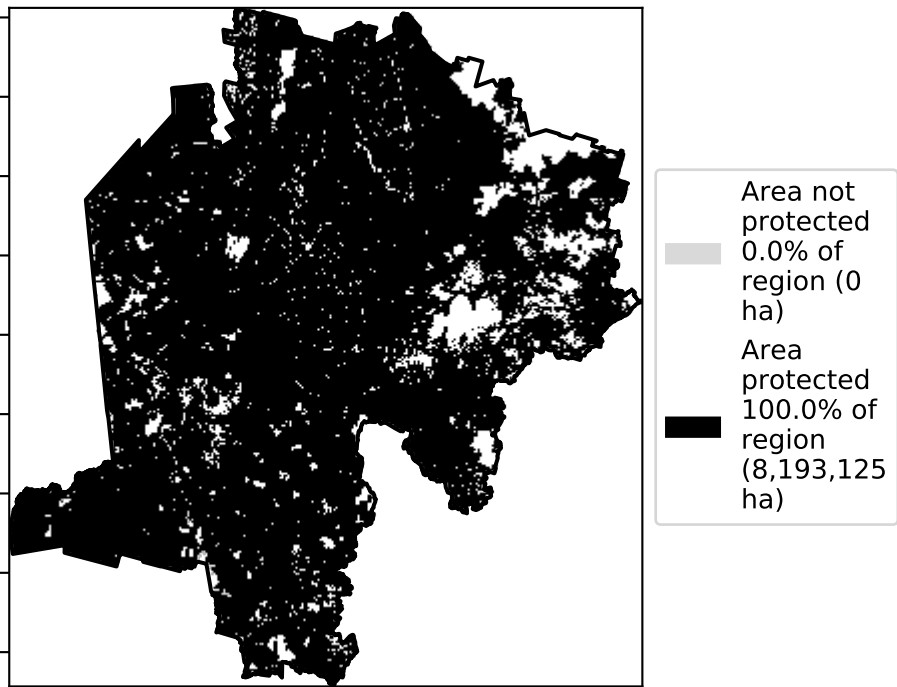 Area not
protected
0.0% of
region (0
ha)
Area
protected
100.0% of
region
(8,193,125
ha)